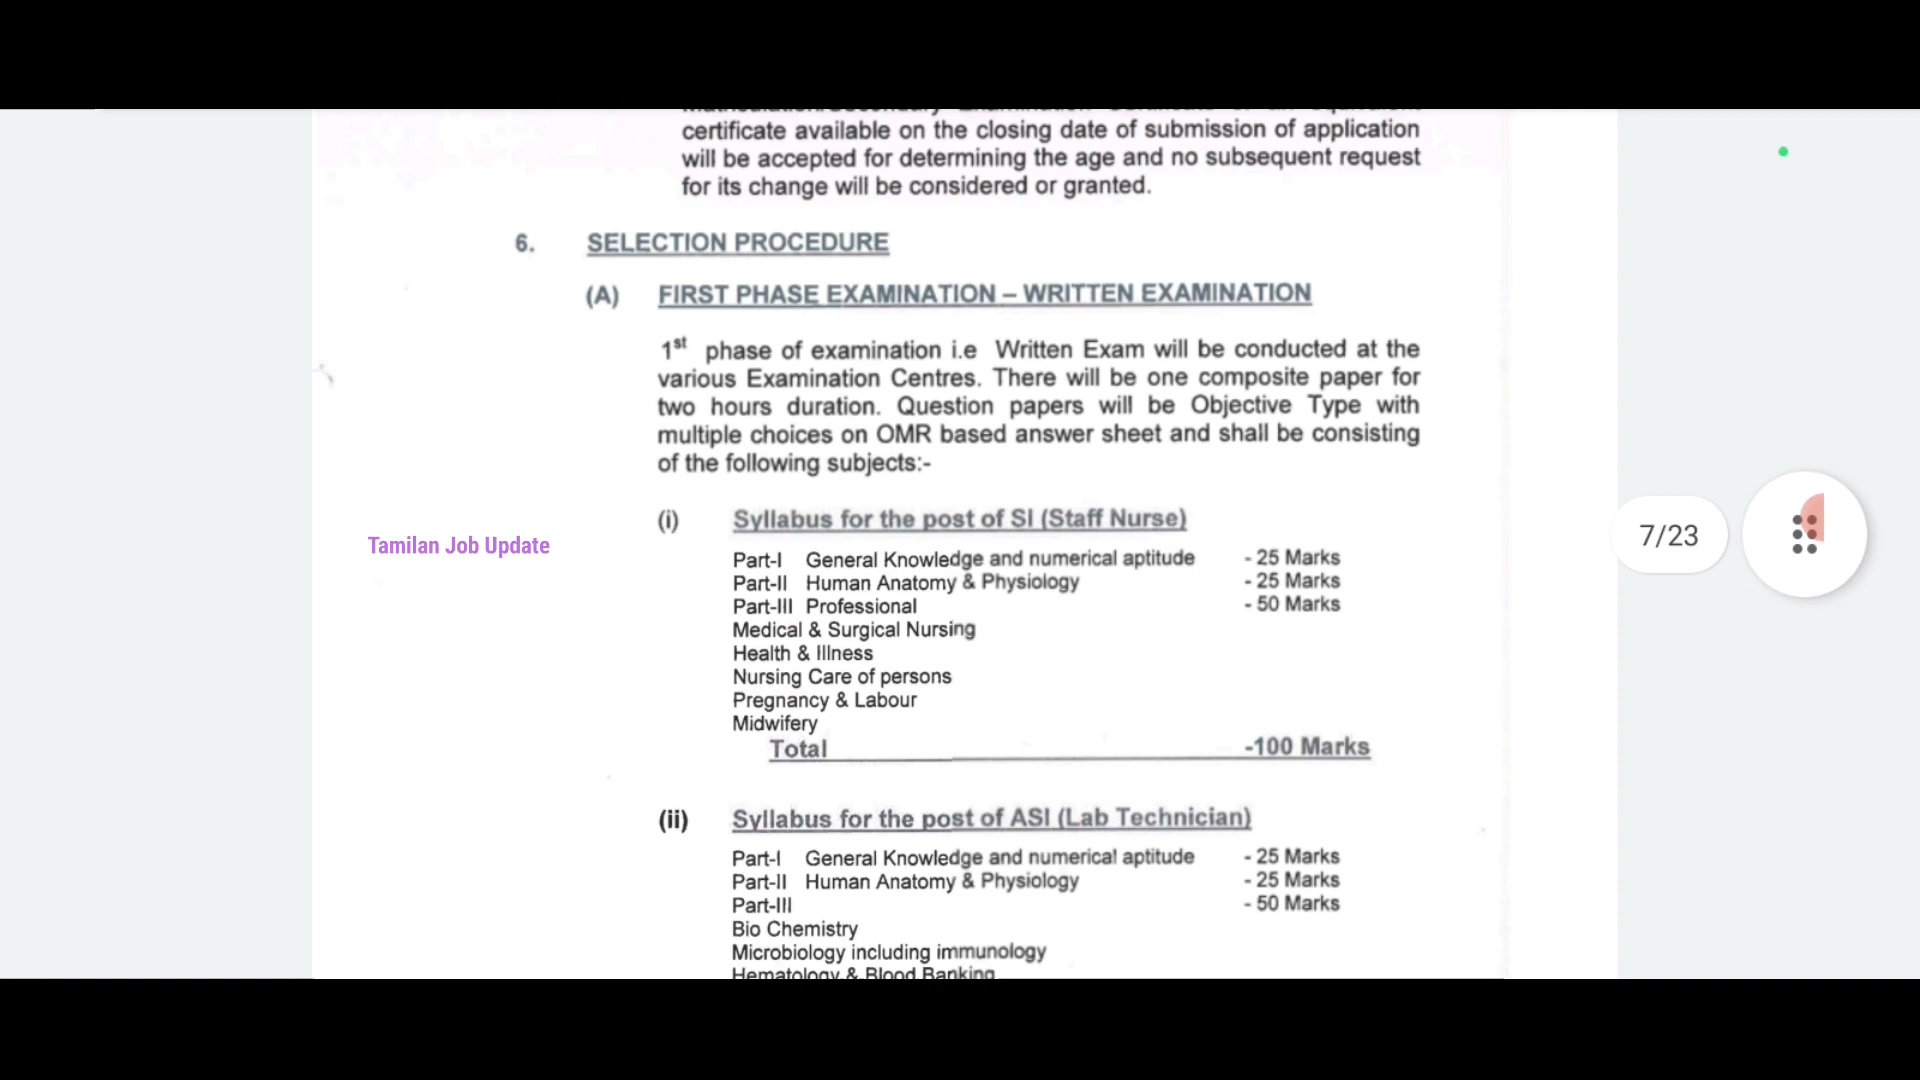 certificate available on the closing date of submission of application
will be accepted for determining the age and no subsequent request
for its change will be considered or granted.
6. SELECTION PROCEDURE
(A) FIRST PHASE EXAMINATION – WRITTEN EXAMINATION
1st phase of examination i.e Written Exam will be conducted at the
various Examination Centres. There will be one composite paper for
two hours duration. Question papers will be Objective Type with
multiple choices on OMR based answer sheet and shall be consisting
of the following subjects:-
(i) Syllabus for the post of SI (Staff Nurse)
Tamilan Job Update
7/23
Part-I General Knowledge and numerical aptitude - 25 Marks
Part-II Human Anatomy & Physiology - 25 Marks
Part-III Professional - 50 Marks
Medical & Surgical Nursing
Health & Illness
Nursing Care of persons
Pregnancy & Labour
Midwifery
Total -100 Marks
(ii) Syllabus for the post of ASI (Lab Technician)
Part-I General Knowledge and numerical aptitude - 25 Marks
Part-II Human Anatomy & Physiology - 25 Marks
Part-III - 50 Marks
Bio Chemistry
Microbiology including immunology
Hematology & Blood Banking